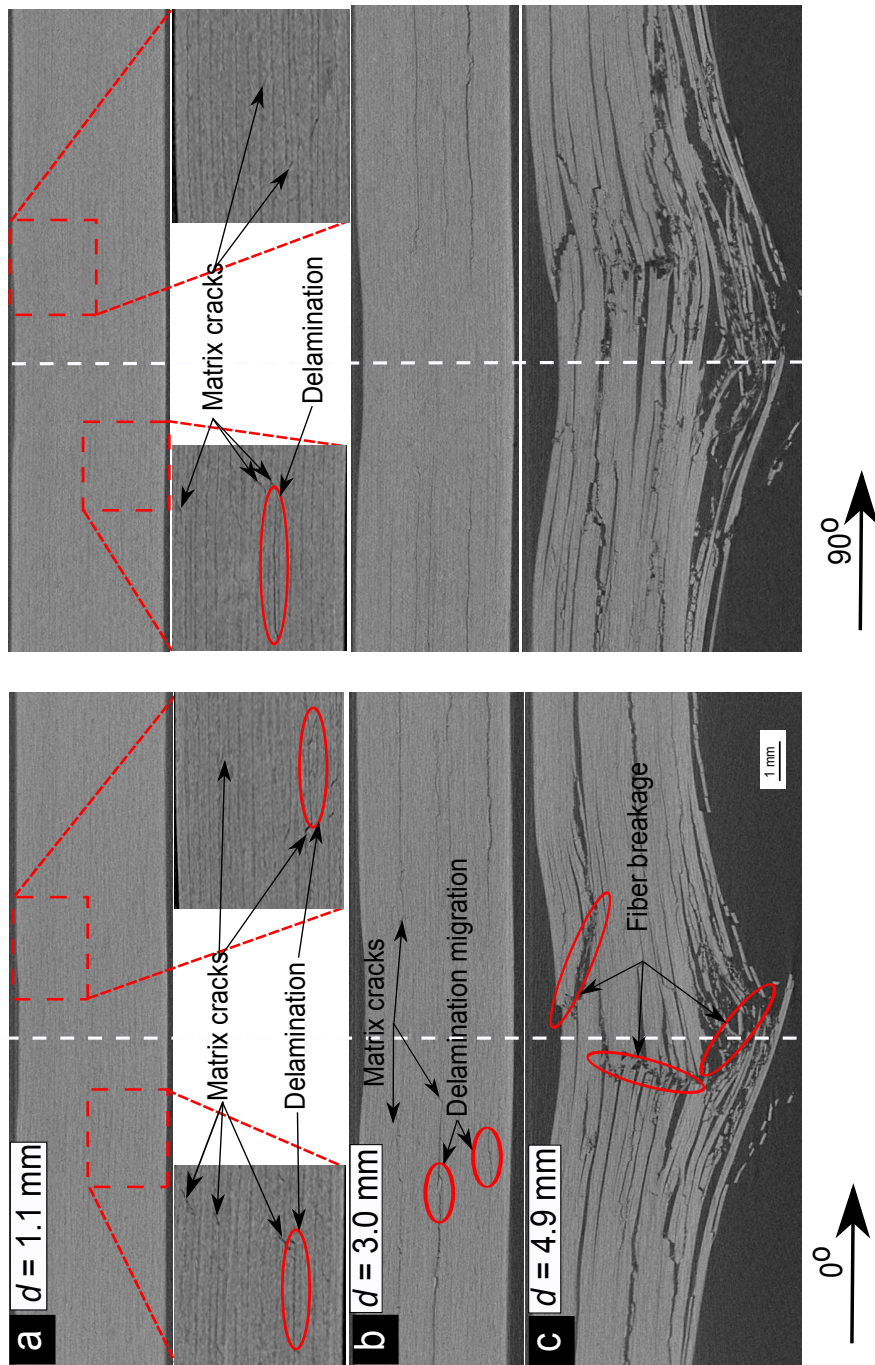 a
d = 1.1 mm
Matrix cracks
Delamination
Matrix cracks
Delamination
b
d = 3.0 mm
Matrix cracks
Delamination migration
c
d = 4.9 mm
Fiber breakage
1 mm
0°
90°